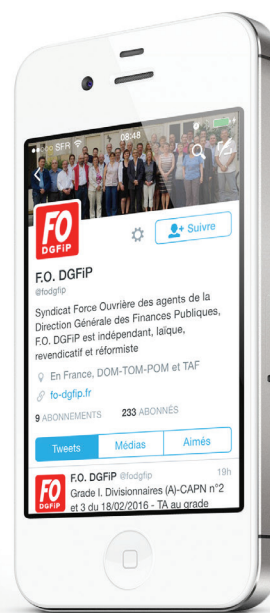 SFR 08:48
FO
DGFiP
Suivre
F.O. DGFiP
@fodgfip
Syndicat Force Ouvrière des agents de la
Direction Générale des Finances Publiques,
F.O. DGFiP est indépendant, laïque,
revendicatif et réformiste
En France, DOM-TOM-POM et TAF
fo-dgfip.fr
9 ABONNEMENTS 233 ABONNÉS
Tweets Médias Aimés
FO
DGFiP
F.O. DGFiP @fodgfip 19h
Grade I. Divisionnaires (A)-CAPN n°2
et 3 du 18/02/2016 - TA au grade